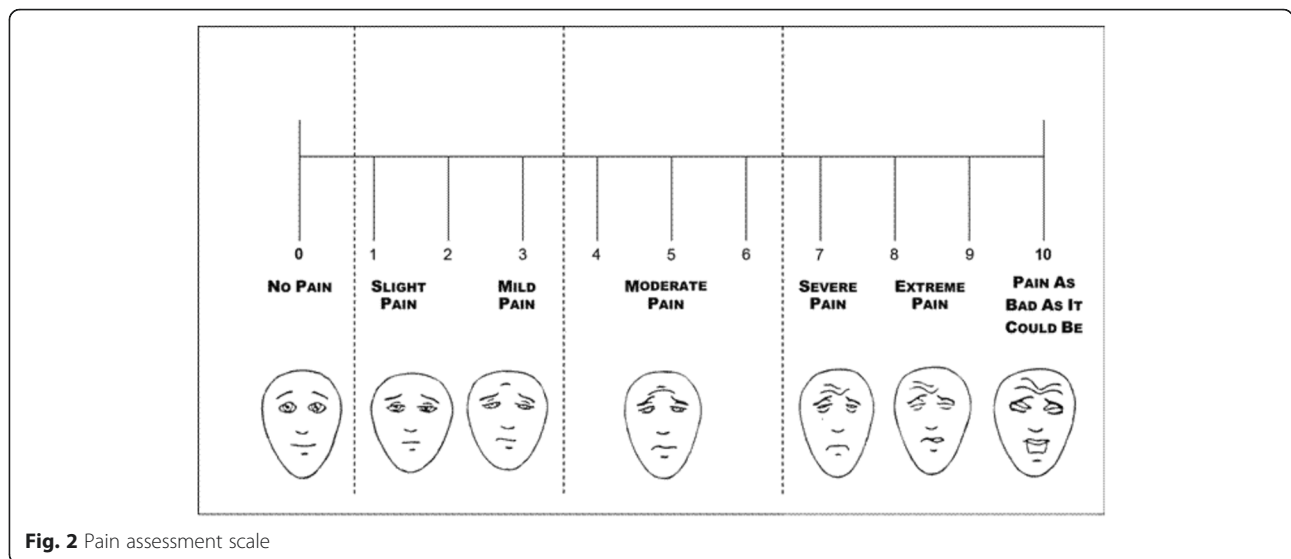 0 1 2 3 4 5 6 7 8 9 10
NO PAIN
SLIGHT
PAIN
MILD
PAIN
MODERATE
PAIN
SEVERE
PAIN
EXTREME
PAIN
PAIN AS
BAD AS IT
COULD BE
Fig. 2 Pain assessment scale